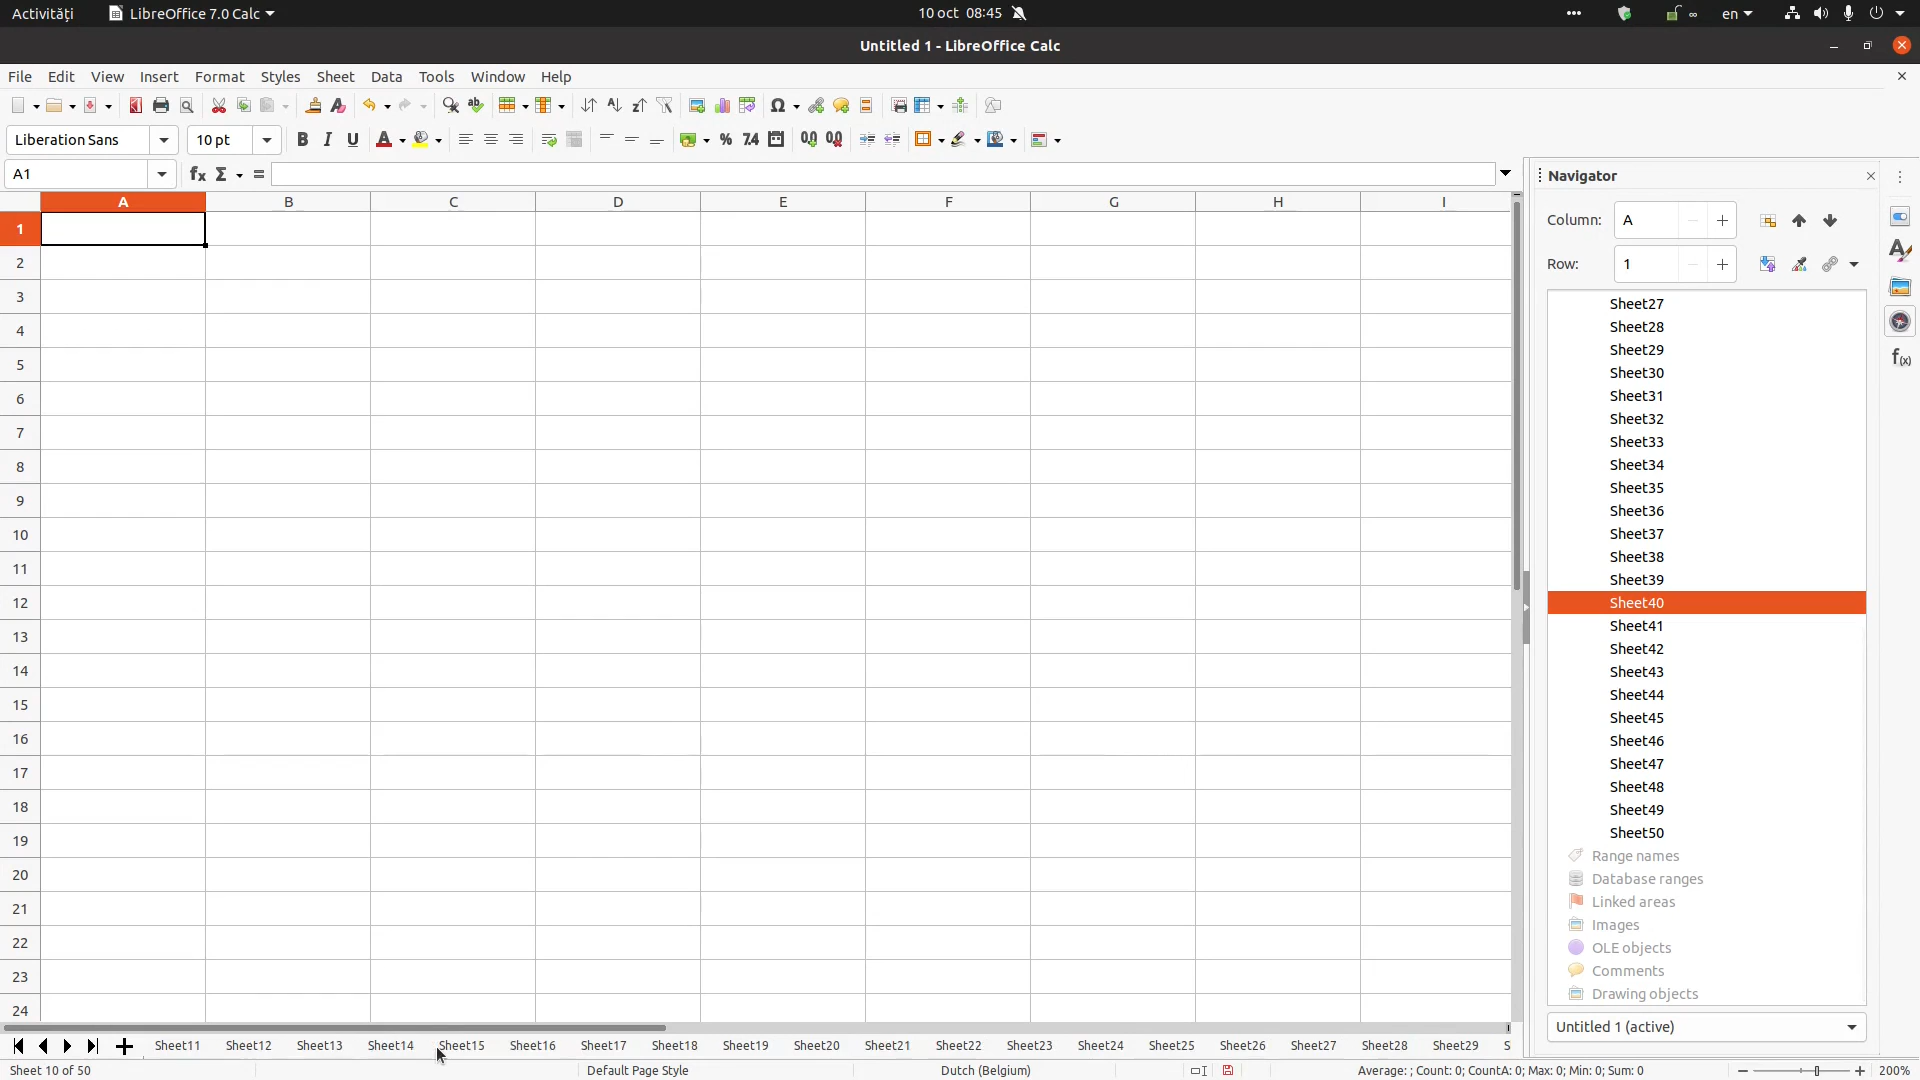 Activități LibreOffice 7.0 Calc 10 oct 08:45 ∞ en
Untitled 1 - LibreOffice Calc
File Edit View Insert Format Styles Sheet Data Tools Window Help
Liberation Sans 10 pt B I U A % 7.4 0.0 0.0
A1 fx Σ =
A B C D E F G H I
1
2
3
4
5
6
7
8
9
10
11
12
13
14
15
16
17
18
19
20
21
22
23
24
Navigator
Column: A
Row: 1
Sheet27
Sheet28
Sheet29
Sheet30
Sheet31
Sheet32
Sheet33
Sheet34
Sheet35
Sheet36
Sheet37
Sheet38
Sheet39
Sheet40
Sheet41
Sheet42
Sheet43
Sheet44
Sheet45
Sheet46
Sheet47
Sheet48
Sheet49
Sheet50
Range names
Database ranges
Linked areas
Images
OLE objects
Comments
Drawing objects
Untitled 1 (active)
Sheet11 Sheet12 Sheet13 Sheet14 Sheet15 Sheet16 Sheet17 Sheet18 Sheet19 Sheet20 Sheet21 Sheet22 Sheet23 Sheet24 Sheet25 Sheet26 Sheet27 Sheet28 Sheet29 S
Sheet 10 of 50 Default Page Style Dutch (Belgium) Average: ; Count: 0; CountA: 0; Max: 0; Min: 0; Sum: 0 200%